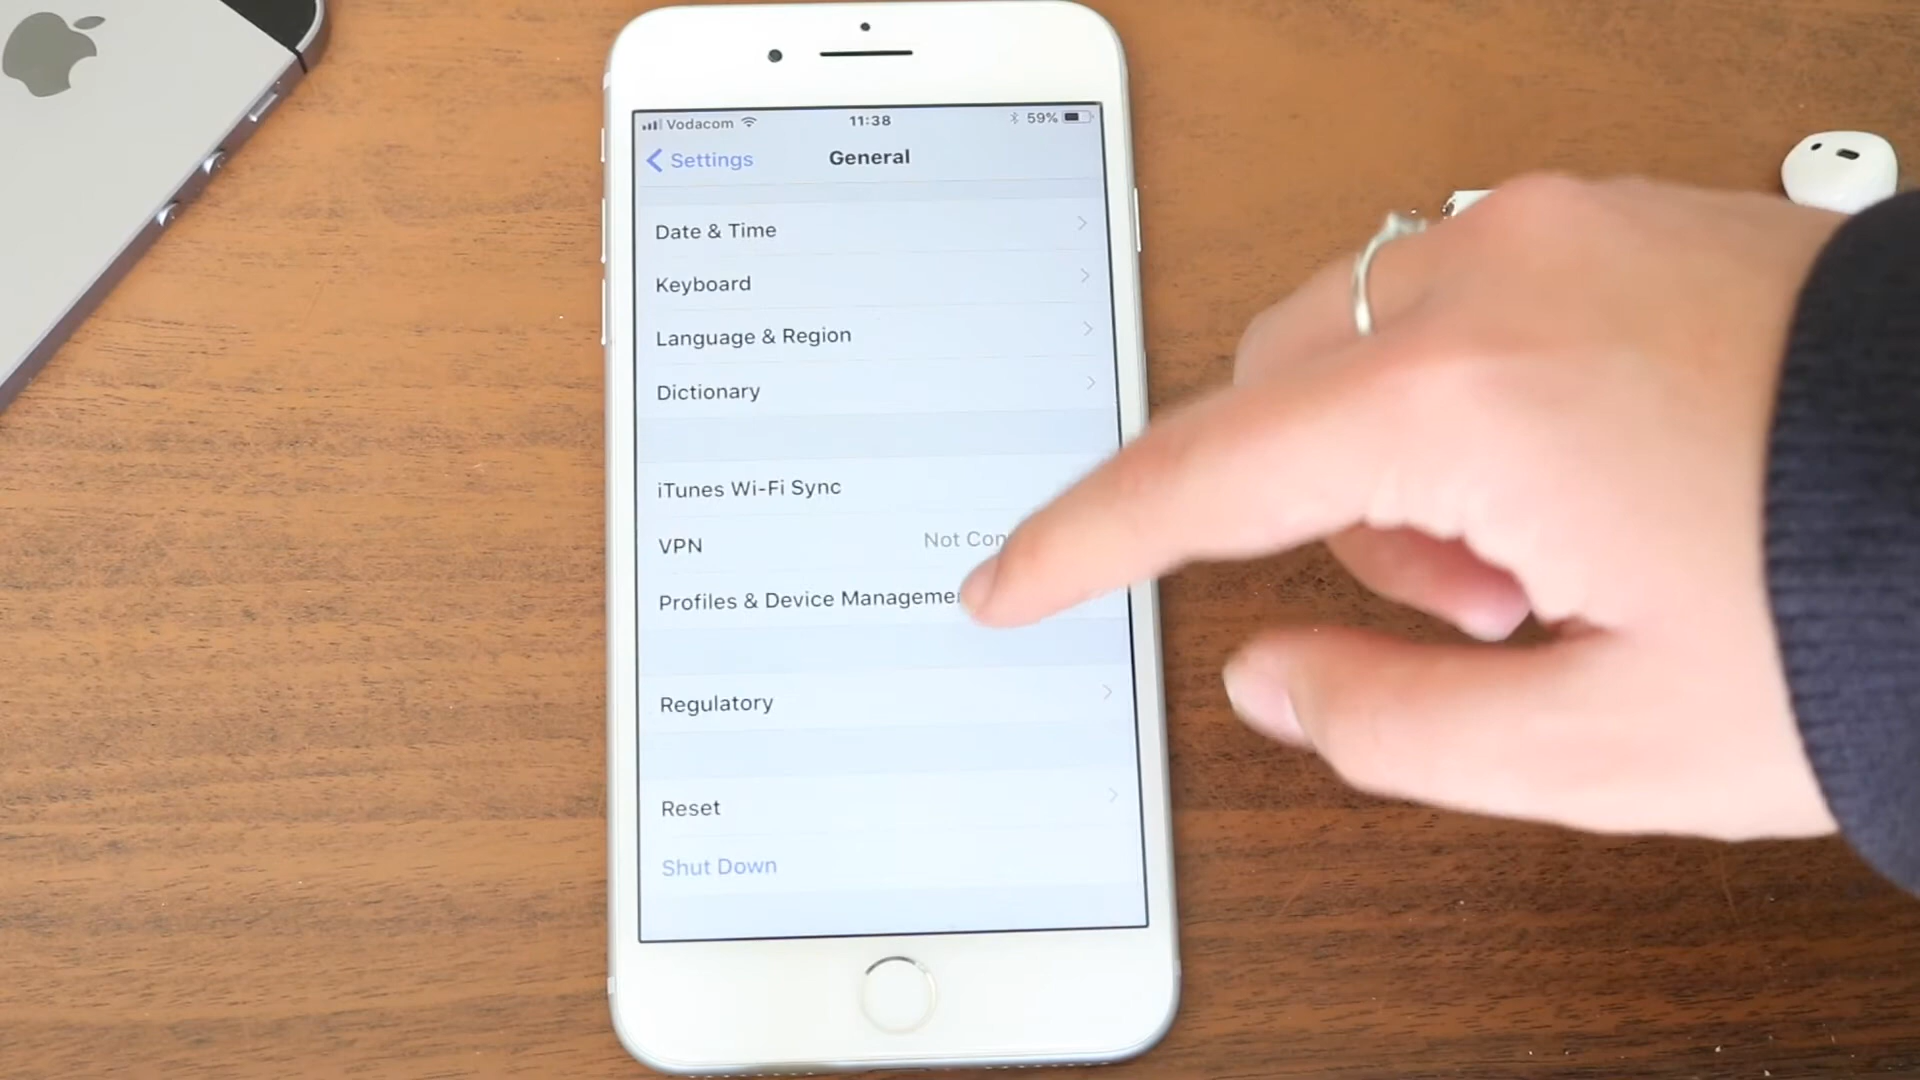 Vodacom 11:38 59%
Settings General
Date & Time
Keyboard
Language & Region
Dictionary
iTunes Wi-Fi Sync
VPN Not Con
Profiles & Device Managemen
Regulatory
Reset
Shut Down